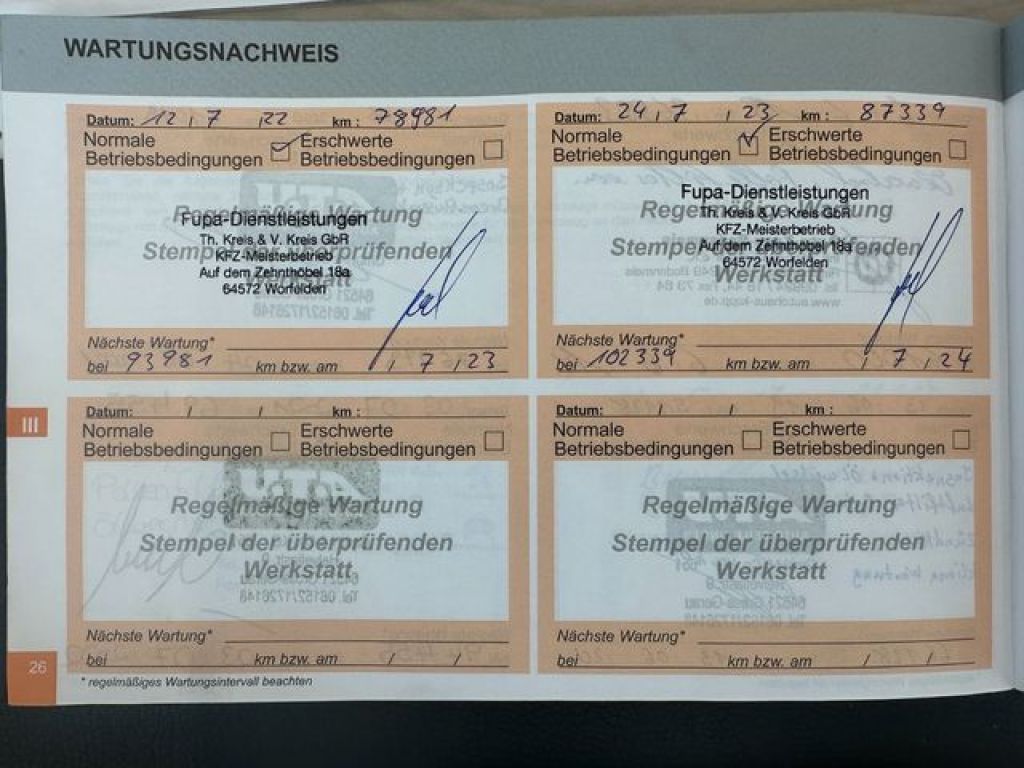 WARTUNGSNACHWEIS
Datum: 12 , 7 , 22 km : 78981
Normale Betriebsbedingungen
Erschwerte Betriebsbedingungen
Regelmäßige Wartung
Fupa-Dienstleistungen
Th. Kreis & V. Kreis GbR
Stempel der überprüfenden
KFZ-Meisterbetrieb
Auf dem Zehnthöbel 18a
Werkstatt
64572 Worfelden
Nächste Wartung*
bei 93981 km bzw. am / , 7 , 23
Datum: 24 , 7 , 23 km : 87339
Normale Betriebsbedingungen
Erschwerte Betriebsbedingungen
Fupa-Dienstleistungen
Regelmäßige Wartung
Th. Kreis & V. Kreis GbR
KFZ-Meisterbetrieb
Stempel der überprüfenden
Auf dem Zehnthöbel 18a
64572 Worfelden
Werkstatt
Nächste Wartung*
bei 102339 km bzw. am / 7 , 24
Datum: / / km :
Normale Betriebsbedingungen
Erschwerte Betriebsbedingungen
Regelmäßige Wartung
Stempel der überprüfenden
Werkstatt
Nächste Wartung*
bei km bzw. am / /
Datum: / / km :
Normale Betriebsbedingungen
Erschwerte Betriebsbedingungen
Regelmäßige Wartung
Stempel der überprüfenden
Werkstatt
Nächste Wartung*
bei km bzw. am / /
III
26
* regelmäßiges Wartungsintervall beachten